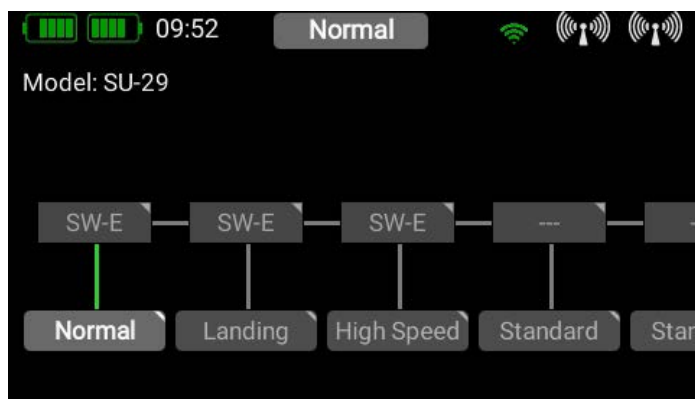 09:52 Normal
Model: SU-29
SW-E SW-E SW-E ---
Normal Landing High Speed Standard